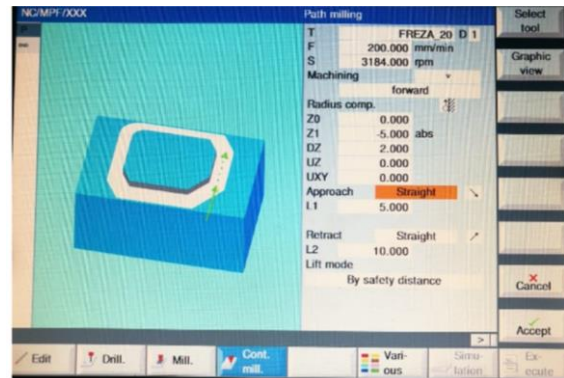 NC/MPF/XXX
Path milling
T FREZA_20 D 1
F 200.000 mm/min
S 3184.000 rpm
Machining
forward
Radius comp.
Z0 0.000
Z1 -5.000 abs
DZ 2.000
UZ 0.000
UXY 0.000
Approach Straight
L1 5.000
Retract Straight
L2 10.000
Lift mode
By safety distance
Select
tool
Graphic
view
Cancel
Accept
>
Edit
Drill.
Mill.
Cont.
mill.
Vari-
ous
Simu-
lation
Ex-
ecute